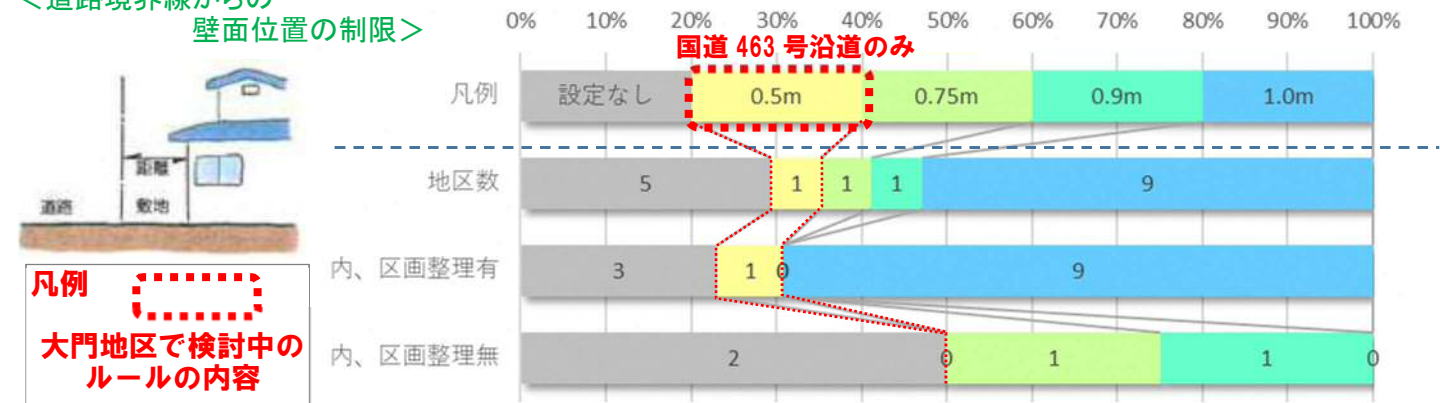 ＜道路境界線からの
壁面位置の制限＞
0% 10% 20% 30% 40% 50% 60% 70% 80% 90% 100%
国道 463 号沿道のみ
凡例 設定なし 0.5m 0.75m 0.9m 1.0m
距離
道路 敷地
地区数 5 1 1 1 9
内、区画整理有 3 1 0 9
内、区画整理無 2 0 1 1 0
凡例
大門地区で検討中の
ルールの内容